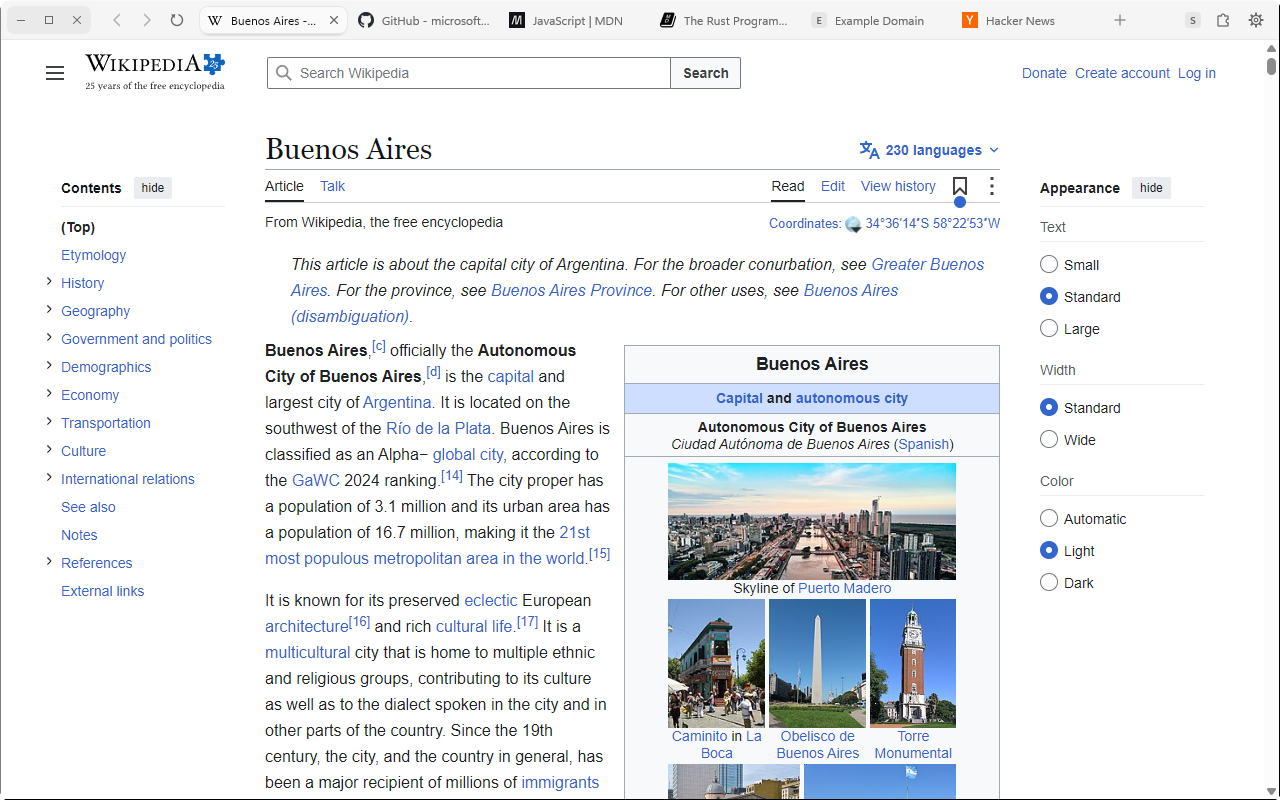 Buenos Aires -...
GitHub - microsoft...
JavaScript | MDN
The Rust Program...
E
Example Domain
Y
Hacker News
S
WIKIPEDIA 25
25 years of the free encyclopedia
Search Wikipedia
Search
Donate
Create account
Log in
Contents
hide
(Top)
Etymology
History
Geography
Government and politics
Demographics
Economy
Transportation
Culture
International relations
See also
Notes
References
External links
Buenos Aires
230 languages
Article
Talk
Read
Edit
View history
From Wikipedia, the free encyclopedia
Coordinates: 34°36′14″S 58°22′53″W
This article is about the capital city of Argentina. For the broader conurbation, see Greater Buenos
Aires. For the province, see Buenos Aires Province. For other uses, see Buenos Aires
(disambiguation).
Buenos Aires,[c] officially the Autonomous
City of Buenos Aires,[d] is the capital and
largest city of Argentina. It is located on the
southwest of the Río de la Plata. Buenos Aires is
classified as an Alpha− global city, according to
the GaWC 2024 ranking.[14] The city proper has
a population of 3.1 million and its urban area has
a population of 16.7 million, making it the 21st
most populous metropolitan area in the world.[15]
It is known for its preserved eclectic European
architecture[16] and rich cultural life.[17] It is a
multicultural city that is home to multiple ethnic
and religious groups, contributing to its culture
as well as to the dialect spoken in the city and in
other parts of the country. Since the 19th
century, the city, and the country in general, has
been a major recipient of millions of immigrants
Buenos Aires
Capital and autonomous city
Autonomous City of Buenos Aires
Ciudad Autónoma de Buenos Aires (Spanish)
Skyline of Puerto Madero
Caminito in La
Boca
Obelisco de
Buenos Aires
Torre
Monumental
Appearance
hide
Text
Small
Standard
Large
Width
Standard
Wide
Color
Automatic
Light
Dark